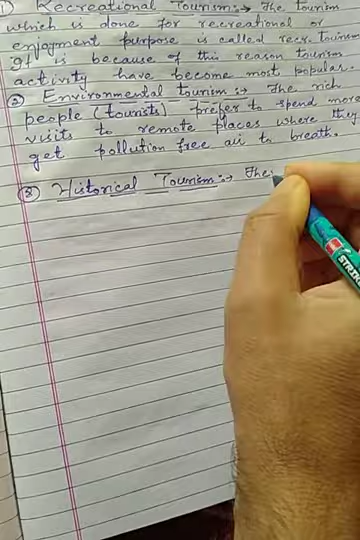 1) Recreational Tourism :→ The tourism
which is done for recreational or
enjoyment purpose is called recr. tourism
It is because of this reason tourism
activity have become most popular.
② Environmental tourism :→ The rich
people (tourists) prefer to spend more
visits to remote places where they
get pollution free air to breath.
③ Historical Tourism :→ The